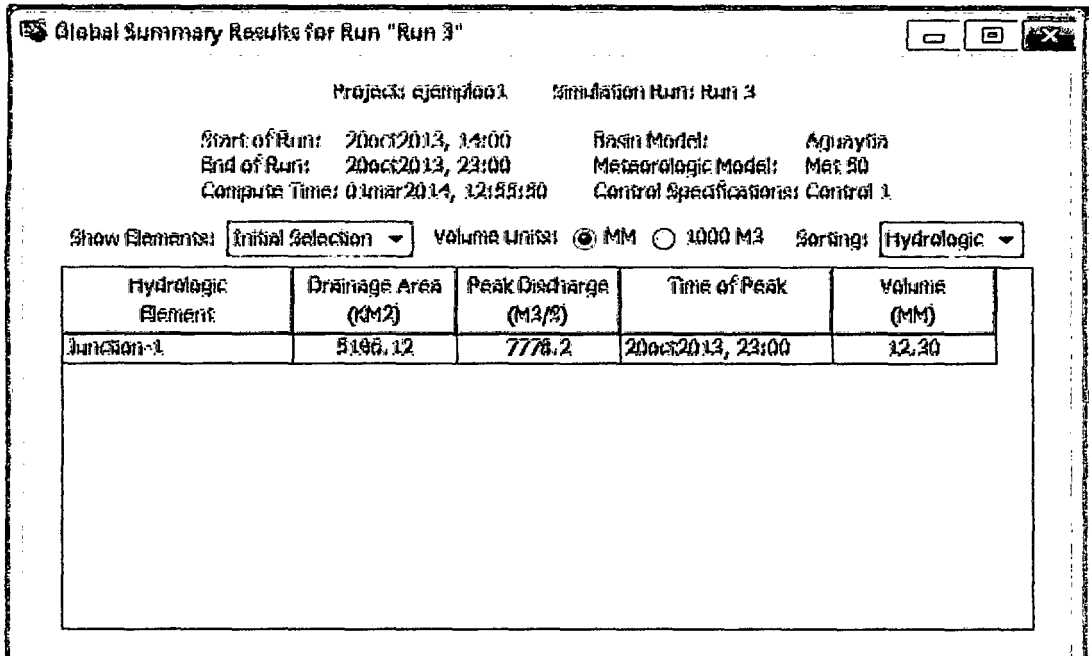 Global Summary Results for Run "Run 3"
Project: ejemploo1 Simulation Run: Run 3
Start of Run: 20oct2013, 14:00 Basin Model: Aguaytia
End of Run: 20oct2013, 23:00 Meteorologic Model: Met 50
Compute Time: 01mar2014, 12:55:50 Control Specifications: Control 1
Show Elements: Initial Selection Volume Units: MM 1000 M3 Sorting: Hydrologic
Hydrologic Element Drainage Area (KM2) Peak Discharge (M3/S) Time of Peak Volume (MM)
Junction-1 5196.12 7776.2 20oct2013, 23:00 12.30